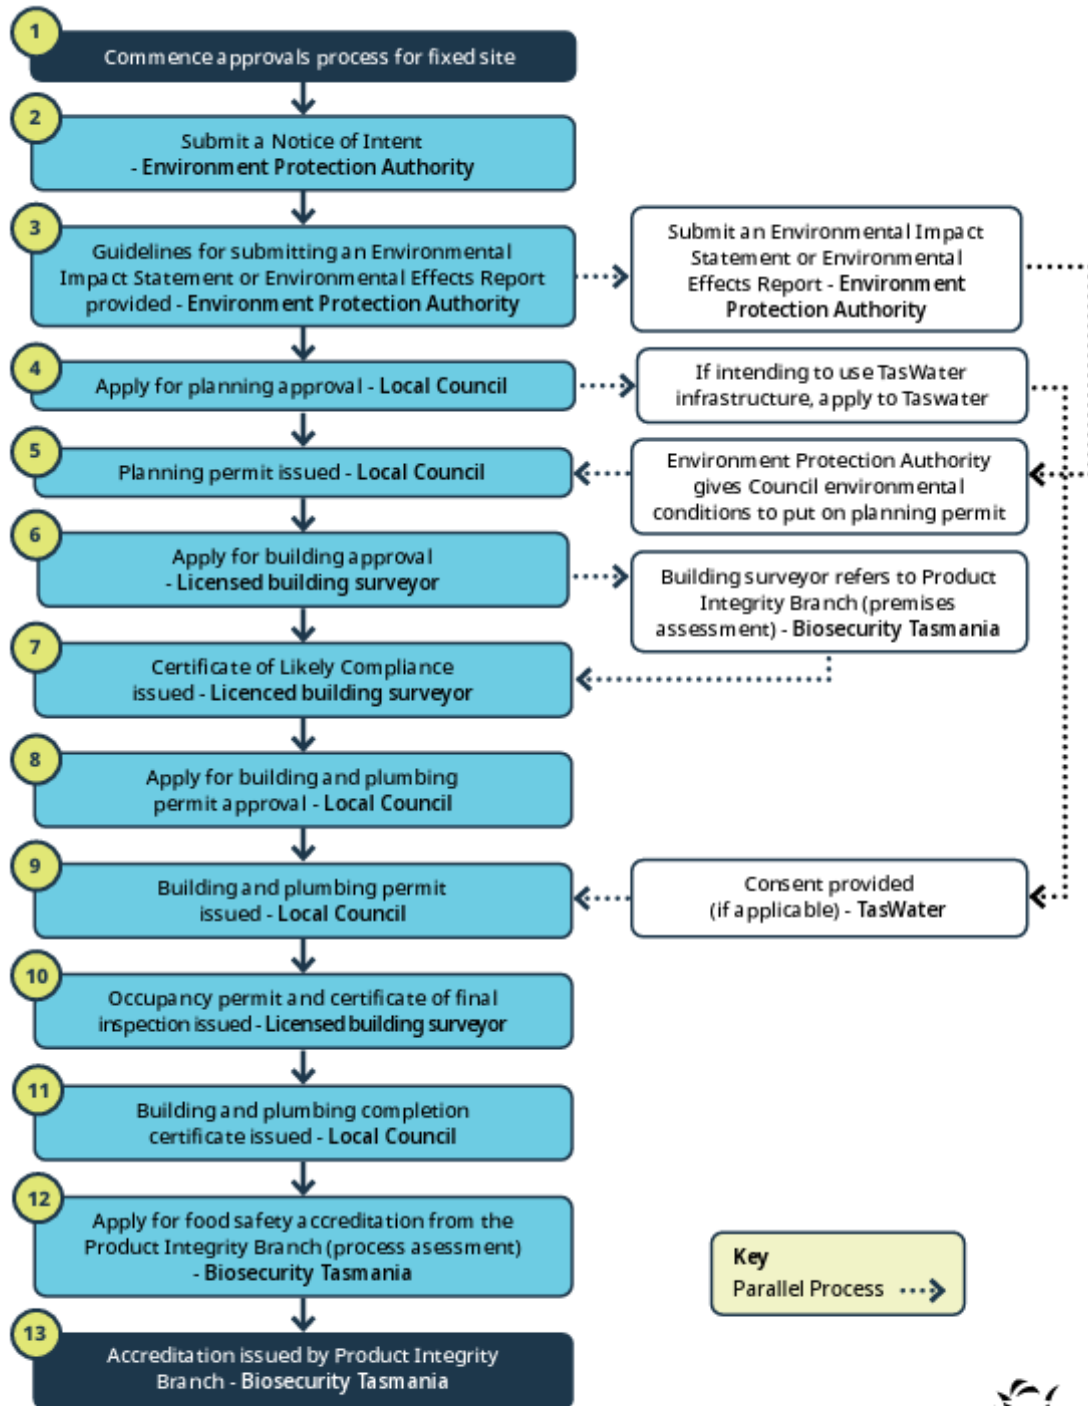 1
Commence approvals process for fixed site
2
Submit a Notice of Intent
- Environment Protection Authority
3
Guidelines for submitting an Environmental
Impact Statement or Environmental Effects Report
provided - Environment Protection Authority
Submit an Environmental Impact
Statement or Environmental
Effects Report - Environment
Protection Authority
4
Apply for planning approval - Local Council
If intending to use TasWater
infrastructure, apply to Taswater
5
Planning permit issued - Local Council
Environment Protection Authority
gives Council environmental
conditions to put on planning permit
6
Apply for building approval
- Licensed building surveyor
Building surveyor refers to Product
Integrity Branch (premises
assessment) - Biosecurity Tasmania
7
Certificate of Likely Compliance
issued - Licenced building surveyor
8
Apply for building and plumbing
permit approval - Local Council
9
Building and plumbing permit
issued - Local Council
Consent provided
(if applicable) - TasWater
10
Occupancy permit and certificate of final
inspection issued - Licensed building surveyor
11
Building and plumbing completion
certificate issued - Local Council
12
Apply for food safety accreditation from the
Product Integrity Branch (process asessment)
- Biosecurity Tasmania
Key
Parallel Process
13
Accreditation issued by Product Integrity
Branch - Biosecurity Tasmania